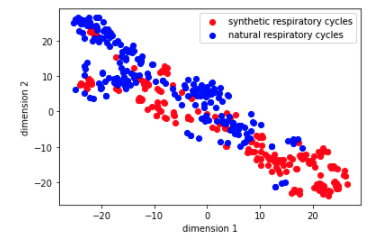 synthetic respiratory cycles
natural respiratory cycles
dimension 2
20
10
0
−10
−20
−20
−10
0
10
20
dimension 1